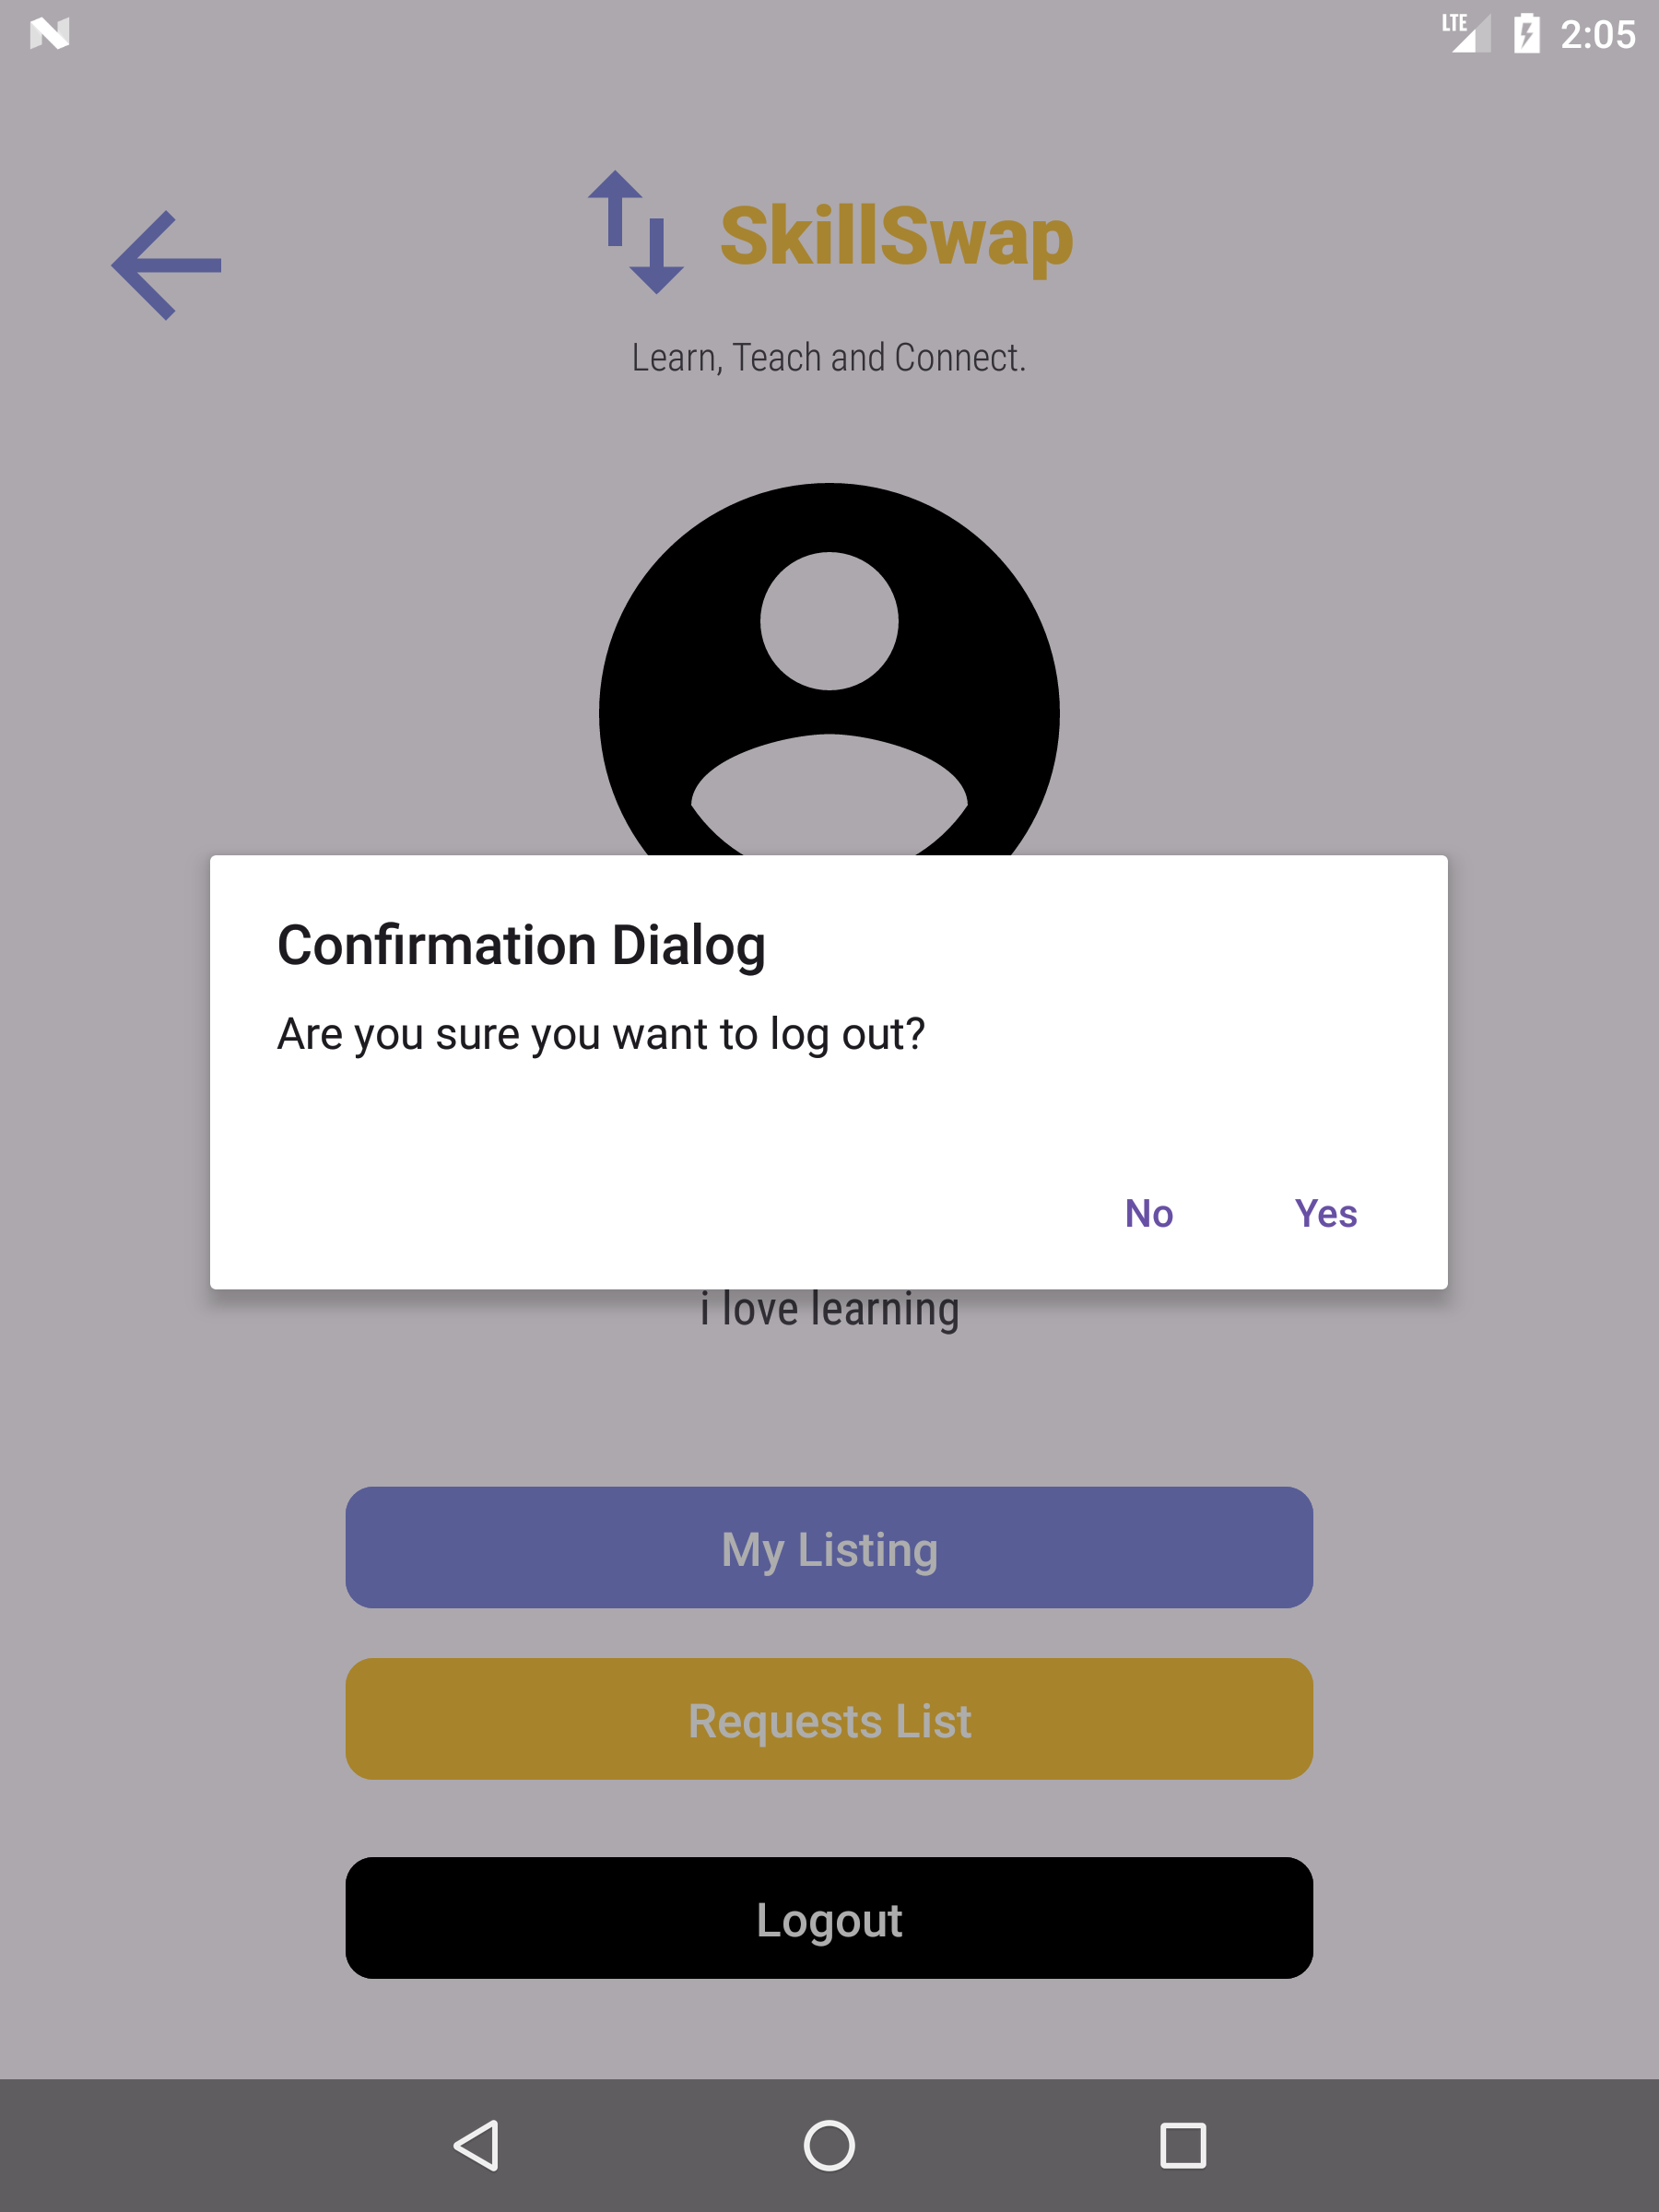 LTE 2:05
SkillSwap
Learn, Teach and Connect.
Confirmation Dialog
Are you sure you want to log out?
No Yes
i love learning
My Listing
Requests List
Logout